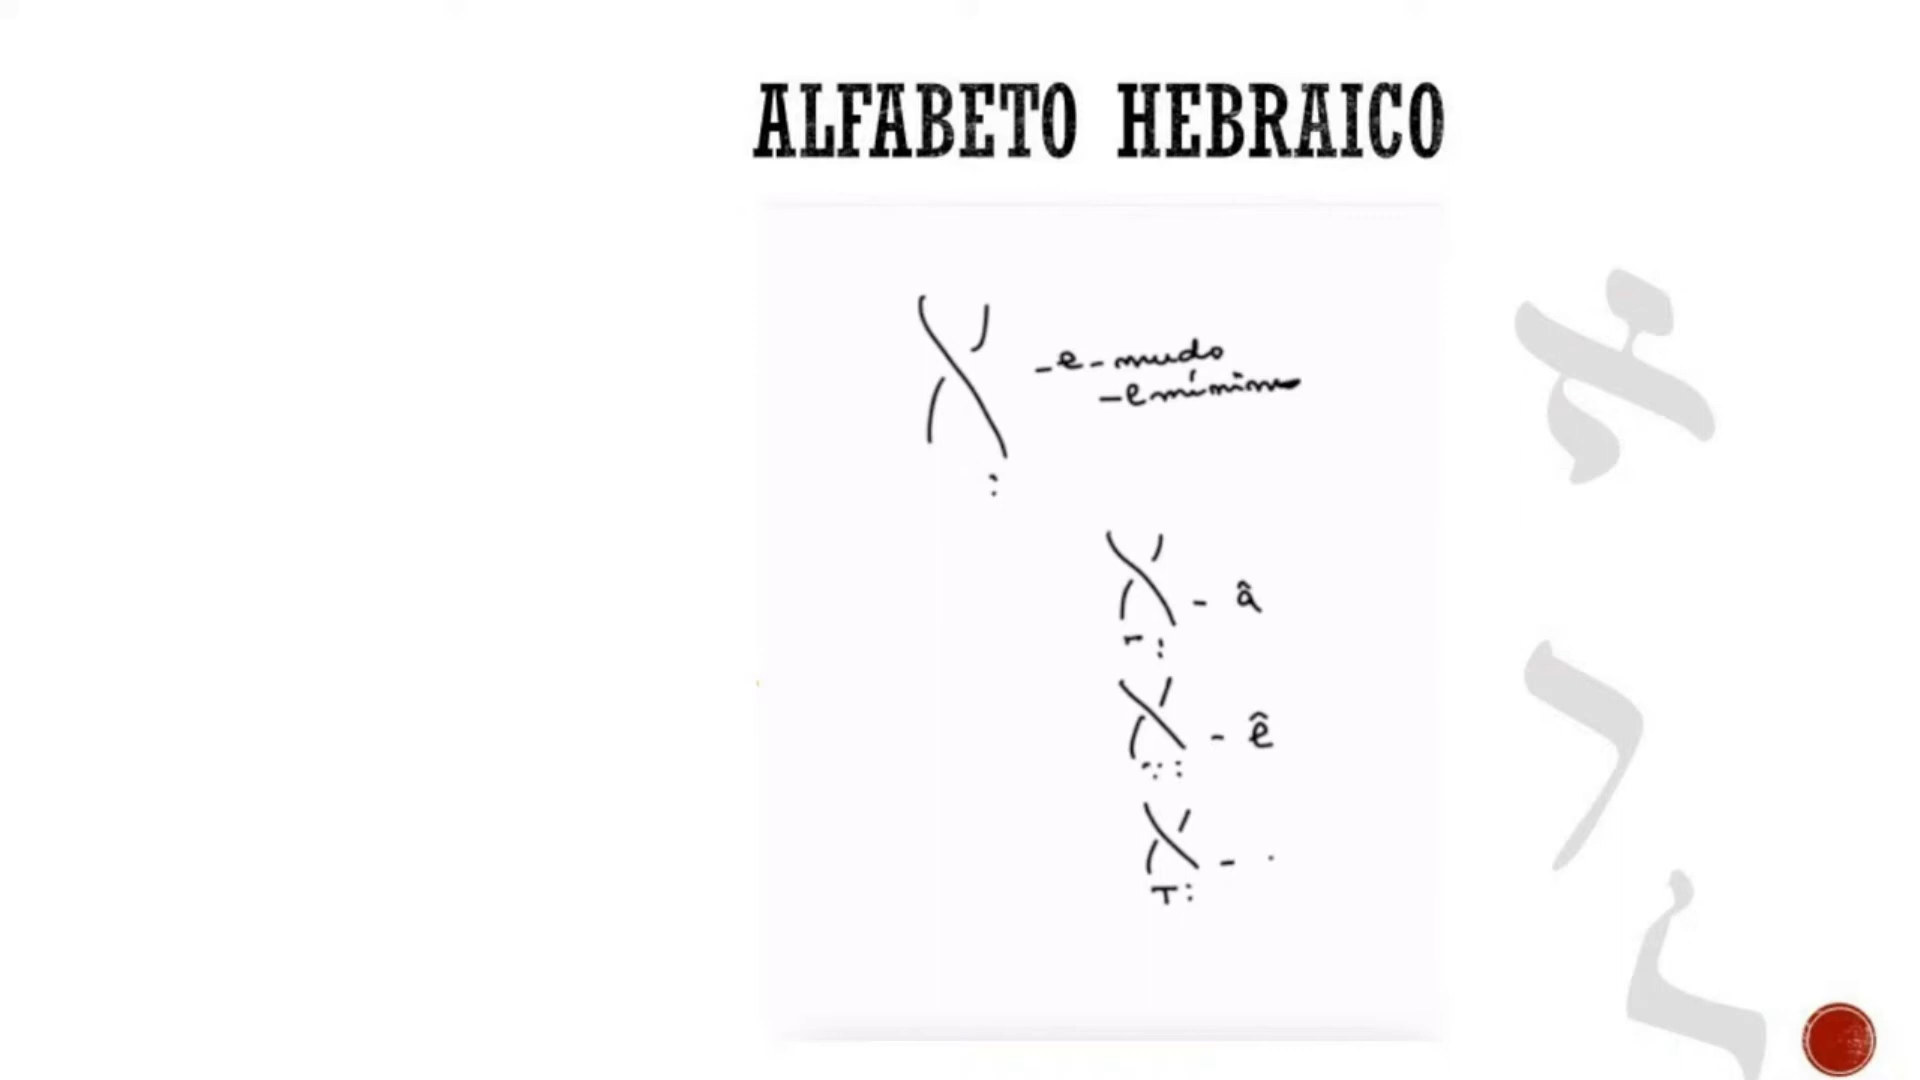 ALFABETO HEBRAICO
אְ - e - mudo
- e mínimo
אֲ - â
אֱ - ê
אֳ - .
א
ר
נ